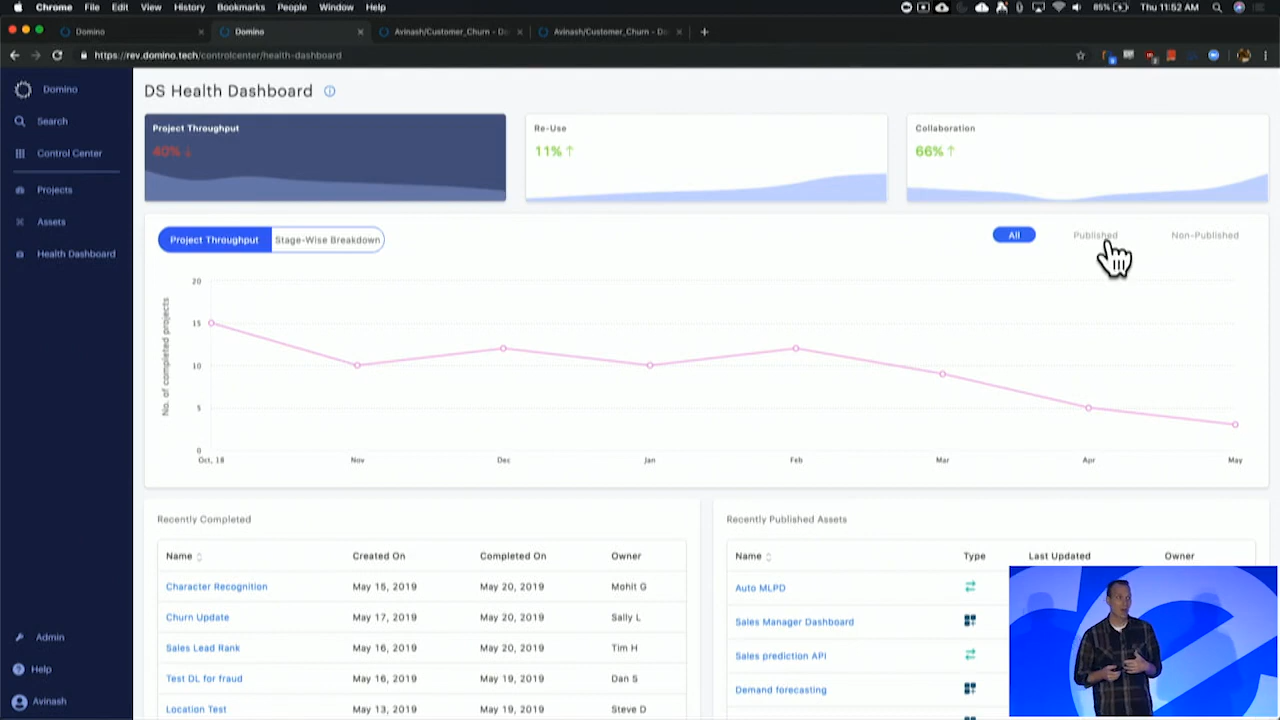 Chrome File Edit View History Bookmarks People Window Help 85% Thu 11:52 AM
Domino Domino Avinash/Customer_Churn - Do Avinash/Customer_Churn - Do
https://rev.domino.tech/controlcenter/health-dashboard
Domino
Search
Control Center
Projects
Assets
Health Dashboard
Admin
Help
Avinash
DS Health Dashboard
Project Throughput
40% ↓
Re-Use
11% ↑
Collaboration
66% ↑
Project Throughput Stage-Wise Breakdown
All Published Non-Published
No. of completed projects
20
15
10
5
0
Oct, 18 Nov Dec Jan Feb Mar Apr May
Recently Completed
Name Created On Completed On Owner
Character Recognition May 15, 2019 May 20, 2019 Mohit G
Churn Update May 17, 2019 May 20, 2019 Sally L
Sales Lead Rank May 16, 2019 May 20, 2019 Tim H
Test DL for fraud May 16, 2019 May 19, 2019 Dan S
Location Test May 13, 2019 May 19, 2019 Steve D
Recently Published Assets
Name Type Last Updated Owner
Auto MLPD
Sales Manager Dashboard
Sales prediction API
Demand forecasting